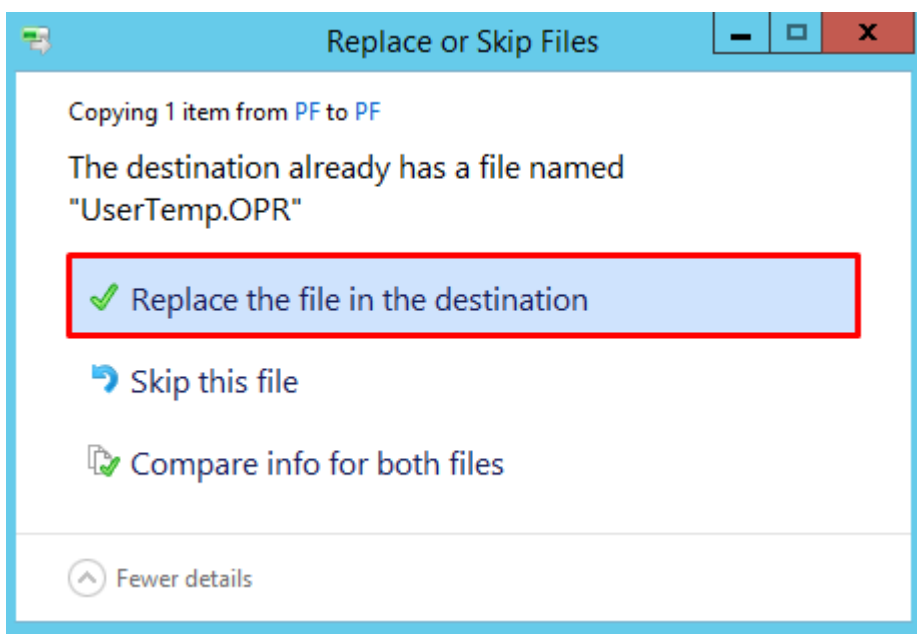 Replace or Skip Files
Copying 1 item from PF to PF
The destination already has a file named
"UserTemp.OPR"
Replace the file in the destination
Skip this file
Compare info for both files
Fewer details